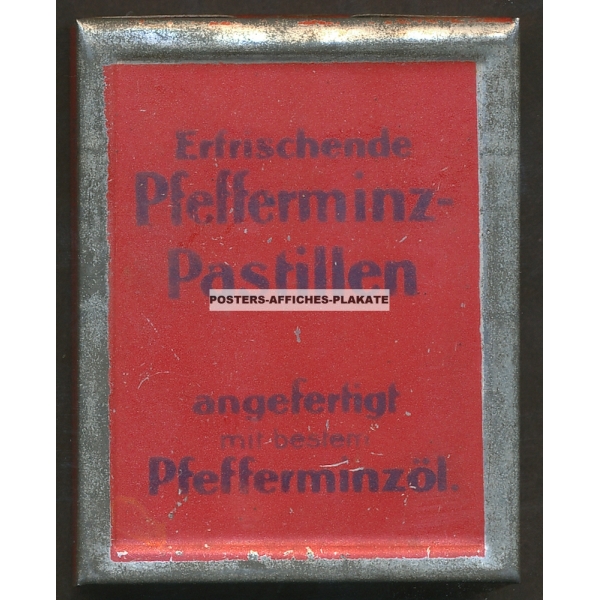 Erfrischende
Pfefferminz-
Pastillen
POSTERS-AFFICHES-PLAKATE
angefertigt
mit bestem
Pfefferminzöl.